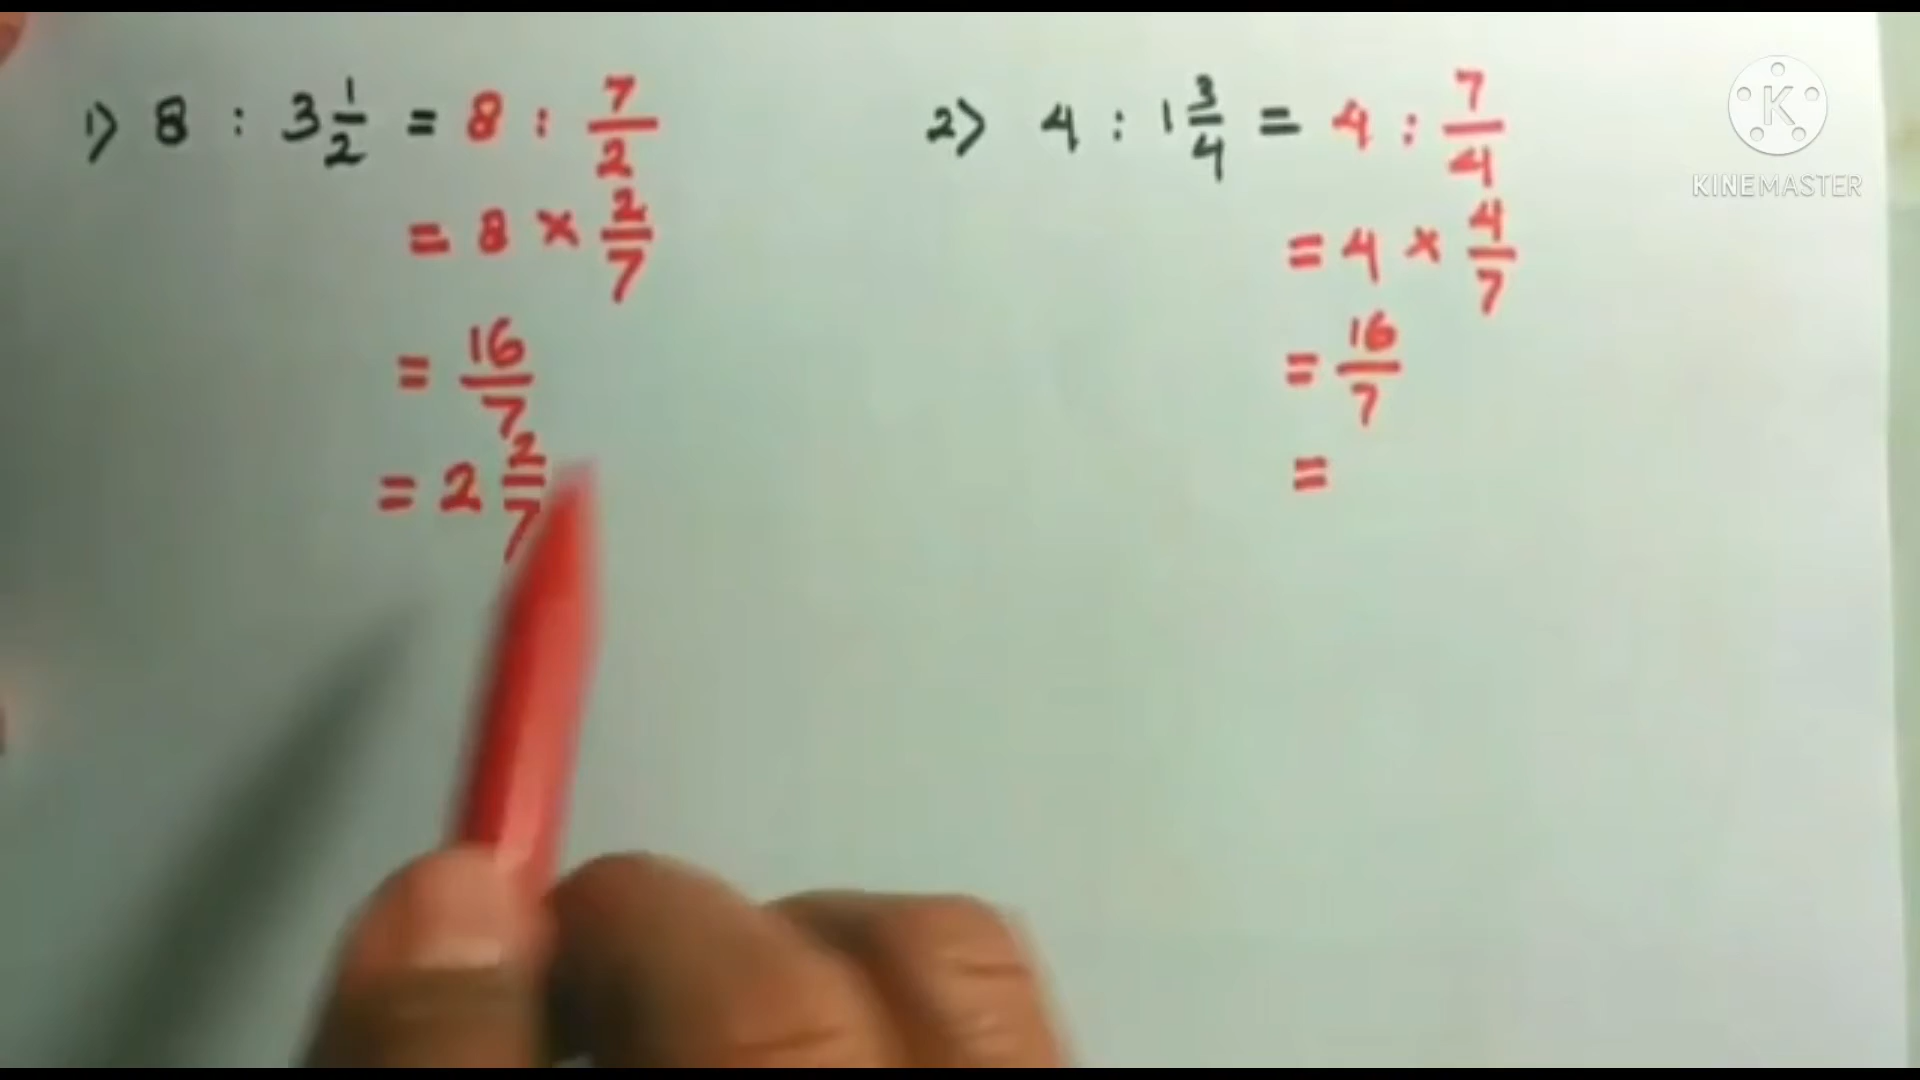 1) 8 : 3 1/2 = 8 : 7/2
= 8 × 2/7
= 16/7
= 2 2/7
2) 4 : 1 3/4 = 4 : 7/4
= 4 × 4/7
= 16/7
=
K
KINEMASTER